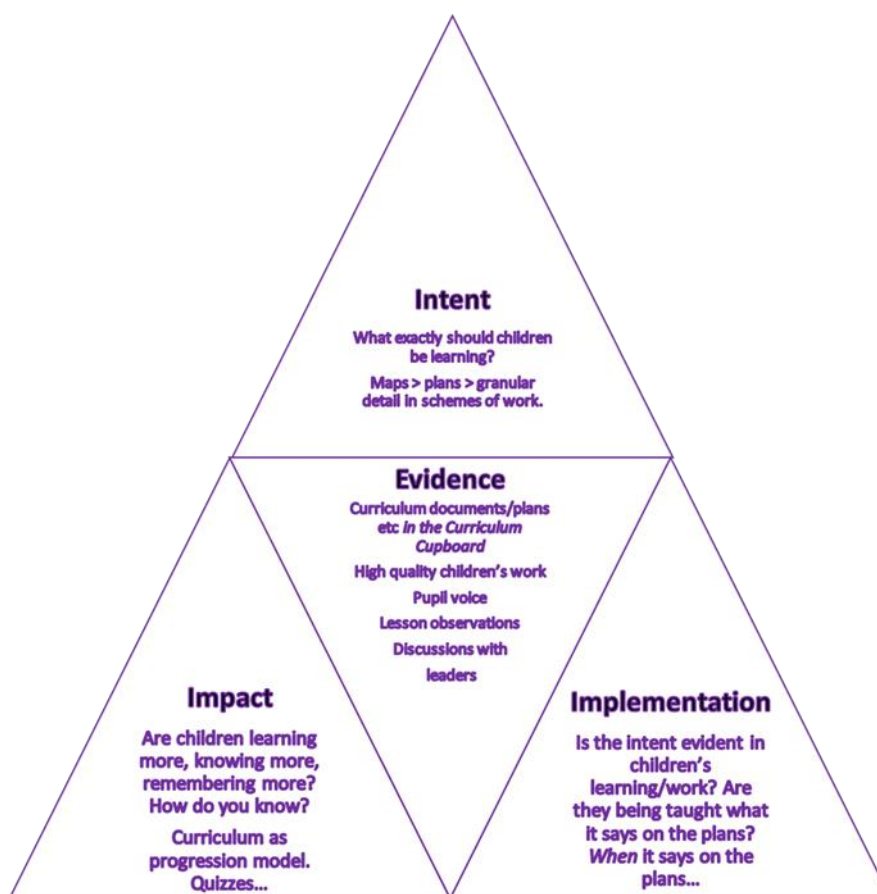 Intent
What exactly should children
be learning?
Maps > plans > granular
detail in schemes of work.
Evidence
Curriculum documents/plans
etc in the Curriculum
Cupboard
High quality children's work
Pupil voice
Lesson observations
Discussions with
leaders
Impact
Are children learning
more, knowing more,
remembering more?
How do you know?
Curriculum as
progression model.
Quizzes...
Implementation
Is the intent evident in
children's
learning/work? Are
they being taught what
it says on the plans?
When it says on the
plans...